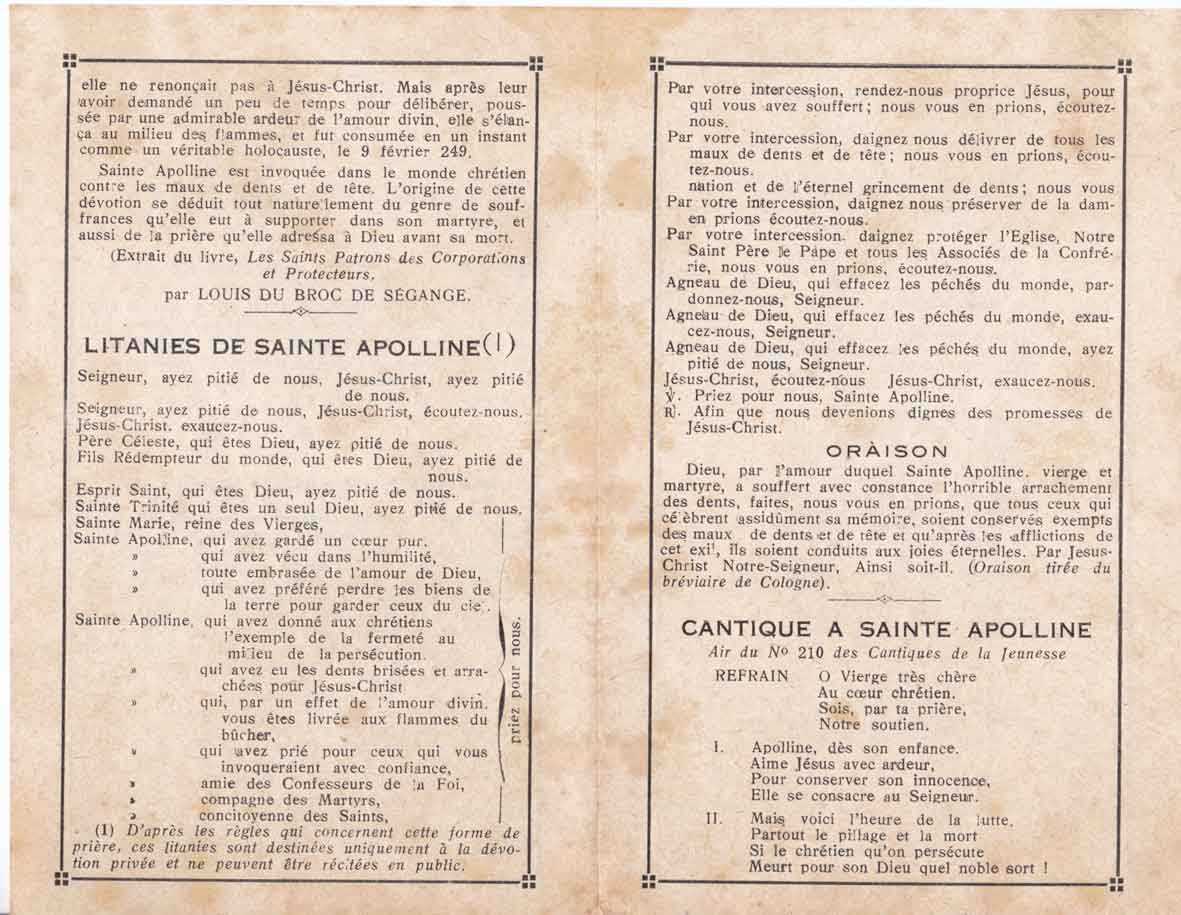 elle ne renonçait pas à Jésus-Christ. Mais après leur
avoir demandé un peu de temps pour délibérer, pous-
sée par une admirable ardeur de l'amour divin, elle s'élan-
ça au milieu des flammes, et fut consumée en un instant
comme un véritable holocauste, le 9 février 249.
Sainte Apolline est invoquée dans le monde chrétien
contre les maux de dents et de tête. L'origine de cette
dévotion se déduit tout naturellement du genre de souf-
frances qu'elle eut à supporter dans son martyre, et
aussi de la prière qu'elle adressa à Dieu avant sa mort.
(Extrait du livre, Les Saints Patrons des Corporations
et Protecteurs,
par LOUIS DU BROC DE SÉGANGE.
LITANIES DE SAINTE APOLLINE(1)
Seigneur, ayez pitié de nous, Jésus-Christ, ayez pitié
de nous.
Seigneur, ayez pitié de nous, Jésus-Christ, écoutez-nous.
Jésus-Christ. exaucez-nous.
Père Céleste, qui êtes Dieu, ayez pitié de nous.
Fils Rédempteur du monde, qui êtes Dieu, ayez pitié de
nous.
Esprit Saint, qui êtes Dieu, ayez pitié de nous.
Sainte Trinité qui êtes un seul Dieu, ayez pitié de nous.
Sainte Marie, reine des Vierges,
Sainte Apolline, qui avez gardé un cœur pur.
» qui avez vécu dans l'humilité,
» toute embrasée de l'amour de Dieu,
» qui avez préféré perdre les biens de
la terre pour garder ceux du ciel.
Sainte Apolline, qui avez donné aux chrétiens
l'exemple de la fermeté au
milieu de la persécution.
» qui avez eu les dents brisées et arra-
chées pour Jésus-Christ
» qui, par un effet de l'amour divin.
vous êtes livrée aux flammes du
bûcher,
» qui avez prié pour ceux qui vous
invoqueraient avec confiance,
» amie des Confesseurs de la Foi,
» compagne des Martyrs,
» concitoyenne des Saints,
priez pour nous.
(1) D'après les règles qui concernent cette forme de
prière, ces litanies sont destinées uniquement à la dévo-
tion privée et ne peuvent être récitées en public.
Par votre intercession, rendez-nous proprice Jésus, pour
qui vous avez souffert; nous vous en prions, écoutez-
nous.
Par votre intercession, daignez nous délivrer de tous les
maux de dents et de tête; nous vous en prions, écou-
tez-nous.
nation et de l'éternel grincement de dents; nous vous
Par votre intercession, daignez nous préserver de la dam-
en prions écoutez-nous.
Par votre intercession. daignez protéger l'Eglise, Notre
Saint Père le Pape et tous les Associés de la Confré-
rie, nous vous en prions, écoutez-nous.
Agneau de Dieu, qui effacez les péchés du monde, par-
donnez-nous, Seigneur.
Agneau de Dieu, qui effacez les péchés du monde, exau-
cez-nous, Seigneur.
Agneau de Dieu, qui effacez les péchés du monde, ayez
pitié de nous, Seigneur.
Jésus-Christ, écoutez-nous Jésus-Christ, exaucez-nous.
℣. Priez pour nous, Sainte Apolline.
℟. Afin que nous devenions dignes des promesses de
Jésus-Christ.
ORÀISON
Dieu, par l'amour duquel Sainte Apolline. vierge et
martyre, a souffert avec constance l'horrible arrachement
des dents, faites, nous vous en prions, que tous ceux qui
célèbrent assidûment sa mémoire, soient conservés exempts
des maux de dents et de tête et qu'après les afflictions de
cet exil, ils soient conduits aux joies éternelles. Par Jesus-
Christ Notre-Seigneur, Ainsi soit-il. (Oraison tirée du
bréviaire de Cologne).
CANTIQUE A SAINTE APOLLINE
Air du Nº 210 des Cantiques de la Jeunesse
REFRAIN O Vierge très chère
Au cœur chrétien.
Sois, par ta prière,
Notre soutien.
I. Apolline, dès son enfance.
Aime Jésus avec ardeur,
Pour conserver son innocence,
Elle se consacre au Seigneur.
II. Mais voici l'heure de la lutte.
Partout le pillage et la mort
Si le chrétien qu'on persécute
Meurt pour son Dieu quel noble sort !